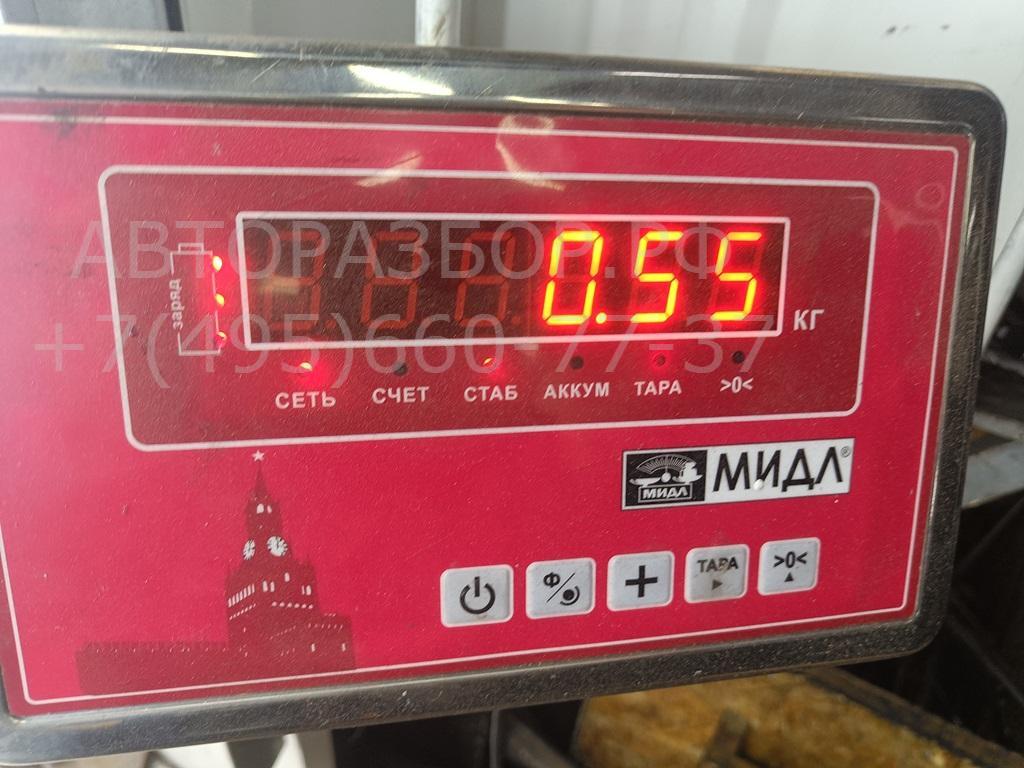 АВТОРАЗБОР.РФ
+7(495)660-77-37
заряд
0.55
КГ
СЕТЬ СЧЕТ СТАБ АККУМ ТАРА >0<
МИДЛ МИДЛ®
Ф ТАРА >0<